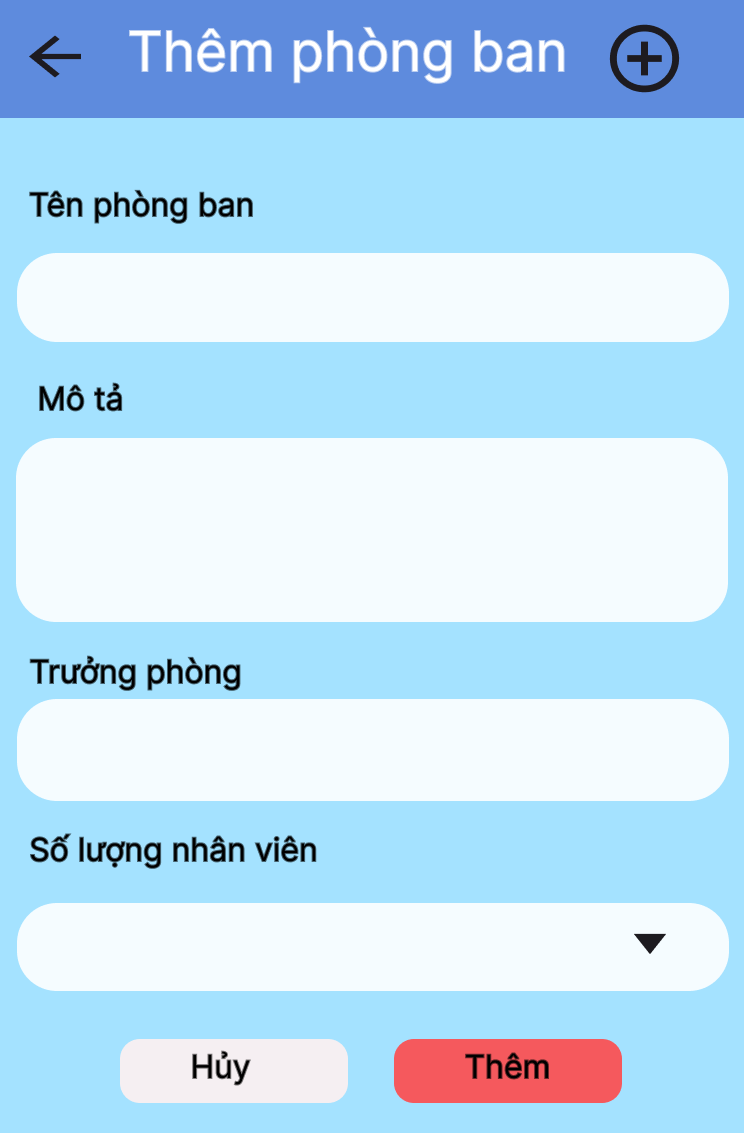 Thêm phòng ban
Tên phòng ban
Mô tả
Trưởng phòng
Số lượng nhân viên
Hủy
Thêm